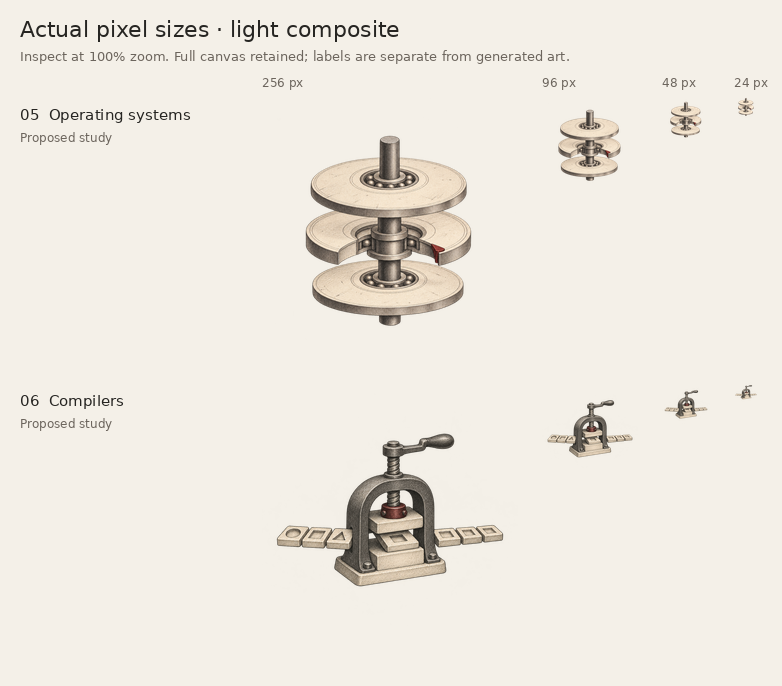 Actual pixel sizes · light composite
Inspect at 100% zoom. Full canvas retained; labels are separate from generated art.
256 px 96 px 48 px 24 px
05 Operating systems
Proposed study
06 Compilers
Proposed study